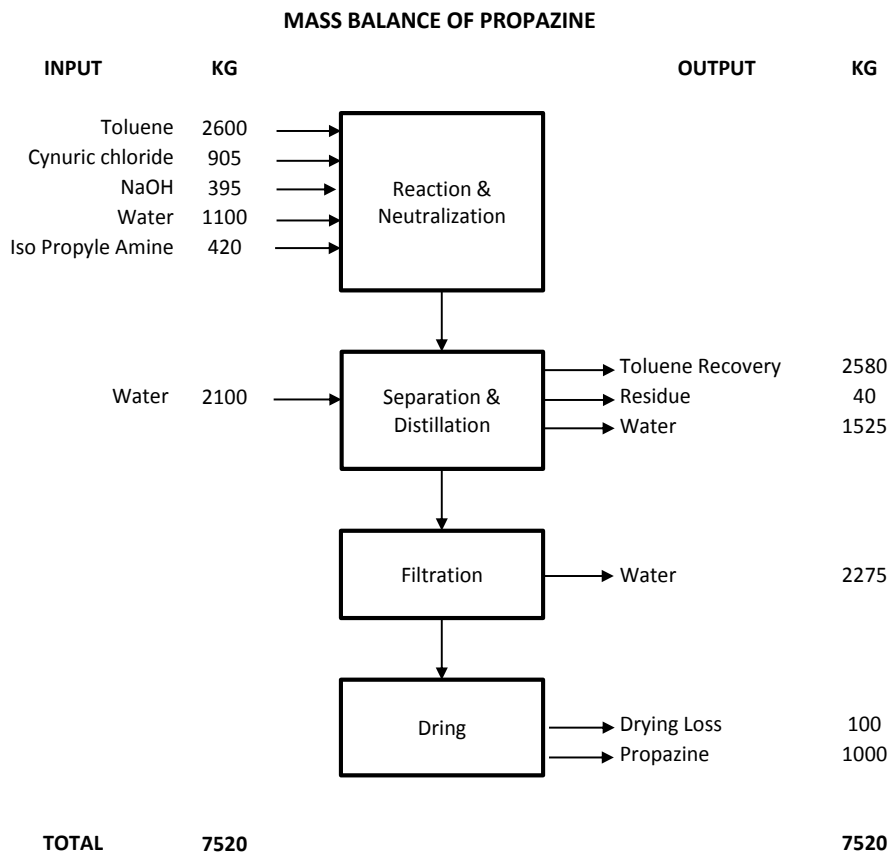 MASS BALANCE OF PROPAZINE
INPUT KG OUTPUT KG
Toluene 2600
Cynuric chloride 905
NaOH 395
Water 1100
Iso Propyle Amine 420
Reaction &
Neutralization
Water 2100
Separation &
Distillation
Toluene Recovery 2580
Residue 40
Water 1525
Filtration
Water 2275
Dring
Drying Loss 100
Propazine 1000
TOTAL 7520 7520